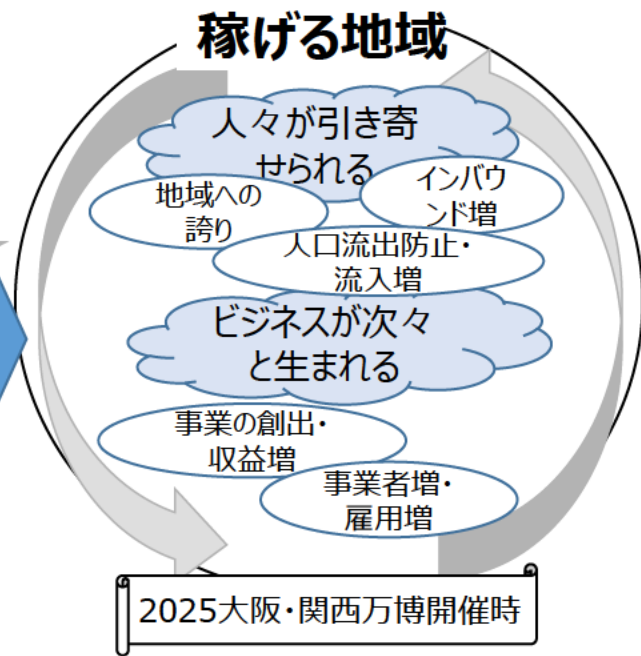 稼げる地域
人々が引き寄
せられる
インバウ
ンド増
地域への
誇り
人口流出防止・
流入増
ビジネスが次々
と生まれる
事業の創出・
収益増
事業者増・
雇用増
2025大阪・関西万博開催時